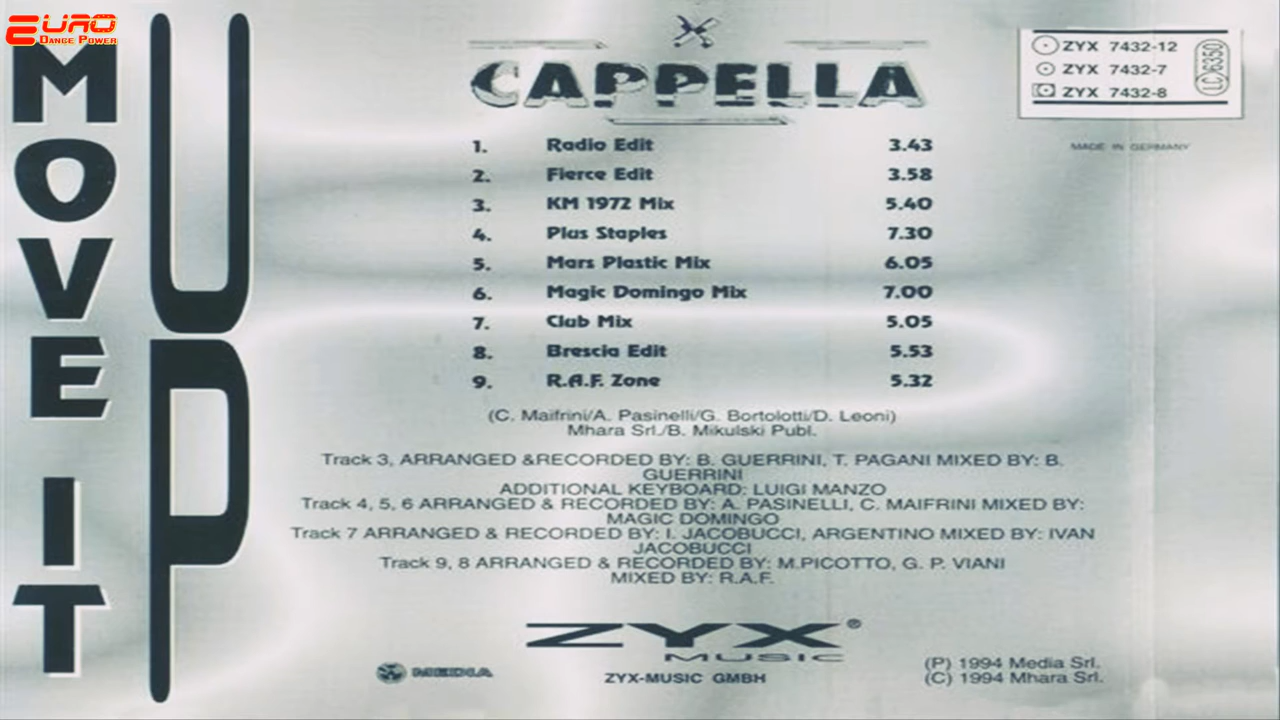 EURO
DANCE POWER
MOVE IT
UP
CAPPELLA
ZYX 7432-12
ZYX 7432-7
ZYX 7432-8
LC 6350
MADE IN GERMANY
1. Radio Edit 3.43
2. Fierce Edit 3.58
3. KM 1972 Mix 5.40
4. Plus Staples 7.30
5. Mars Plastic Mix 6.05
6. Magic Domingo Mix 7.00
7. Club Mix 5.05
8. Brescia Edit 5.53
9. R.A.F. Zone 5.32
(C. Maifrini/A. Pasinelli/G. Bortolotti/D. Leoni)
Mhara Srl./B. Mikulski Publ.
Track 3, ARRANGED &RECORDED BY: B. GUERRINI, T. PAGANI MIXED BY: B.
GUERRINI
ADDITIONAL KEYBOARD: LUIGI MANZO
Track 4, 5, 6 ARRANGED & RECORDED BY: A. PASINELLI, C. MAIFRINI MIXED BY:
MAGIC DOMINGO
Track 7 ARRANGED & RECORDED BY: I. JACOBUCCI, ARGENTINO MIXED BY: IVAN
JACOBUCCI
Track 9, 8 ARRANGED & RECORDED BY: M.PICOTTO, G. P. VIANI
MIXED BY: R.A.F.
ZYX®
MUSIC
ZYX-MUSIC GMBH
MEDIA
(P) 1994 Media Srl.
(C) 1994 Mhara Srl.